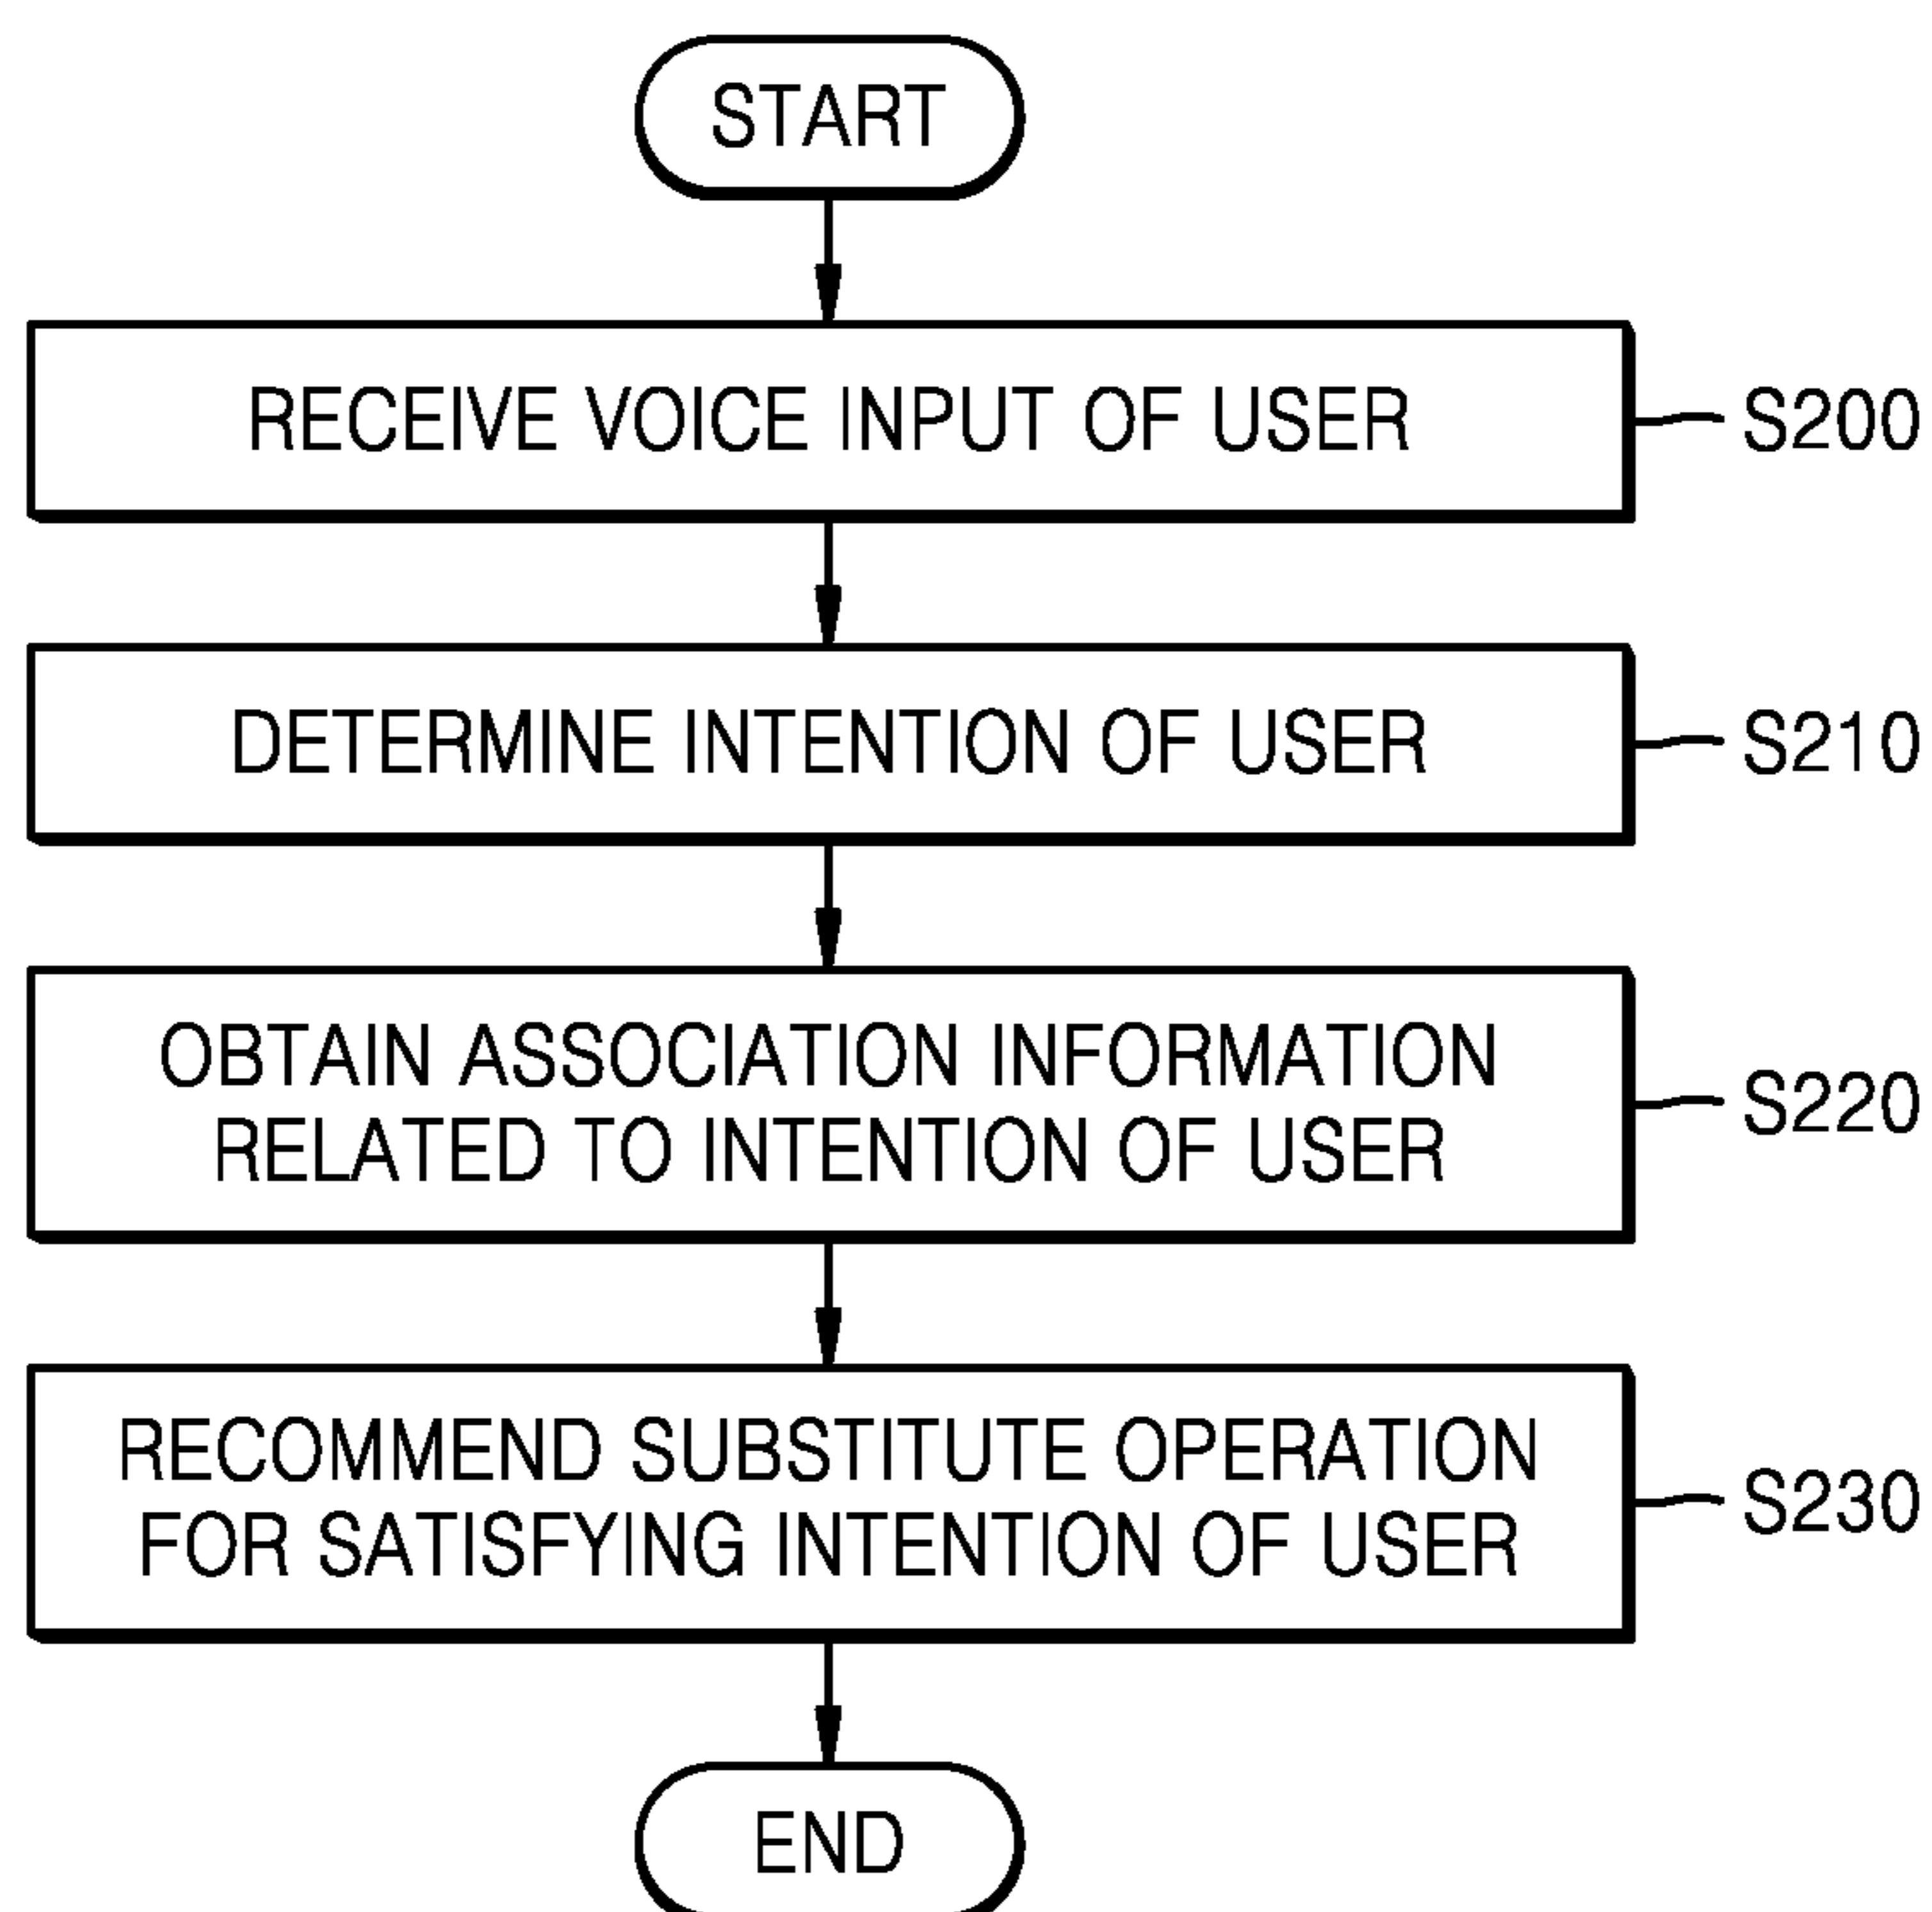 START
RECEIVE VOICE INPUT OF USER
S200
DETERMINE INTENTION OF USER
S210
OBTAIN ASSOCIATION INFORMATION
RELATED TO INTENTION OF USER
S220
RECOMMEND SUBSTITUTE OPERATION
FOR SATISFYING INTENTION OF USER
S230
END